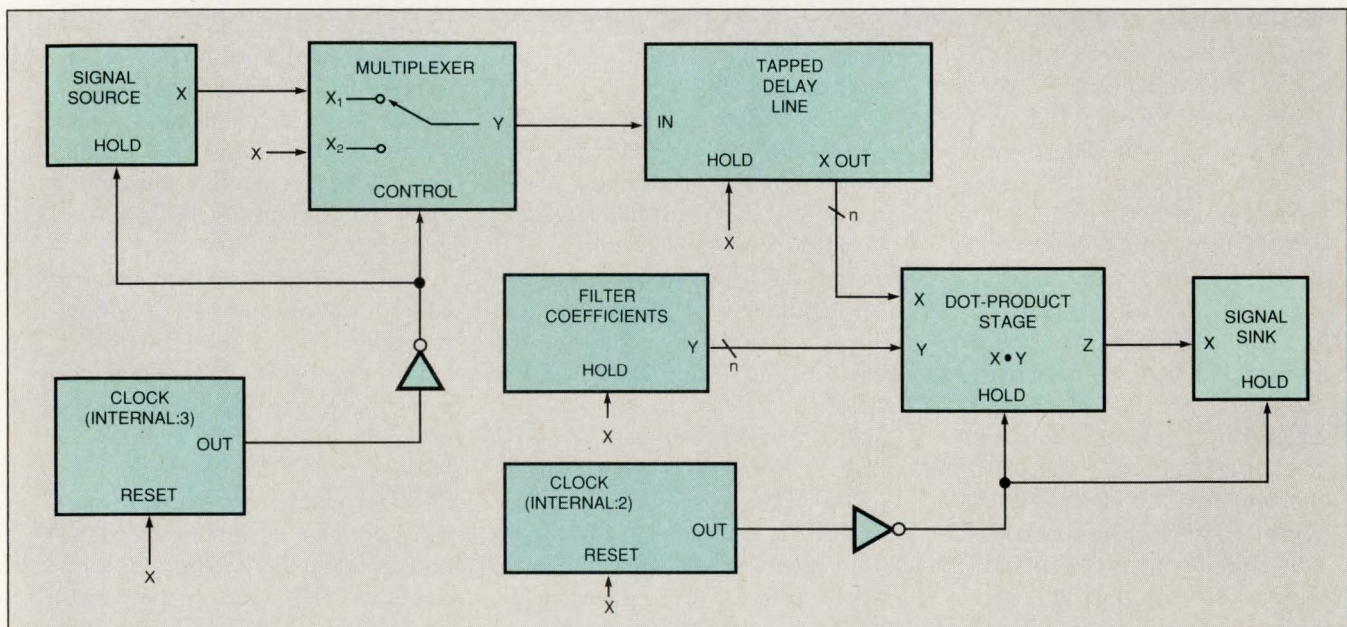 SIGNAL
SOURCE
X
HOLD
MULTIPLEXER
X₁
X₂
Y
X
CONTROL
TAPPED
DELAY
LINE
IN
HOLD
X OUT
X
n
FILTER
COEFFICIENTS
Y
HOLD
n
X
X
DOT-PRODUCT
STAGE
Y
X•Y
Z
HOLD
SIGNAL
SINK
X
HOLD
CLOCK
(INTERNAL:3)
OUT
RESET
X
CLOCK
(INTERNAL:2)
OUT
RESET
X